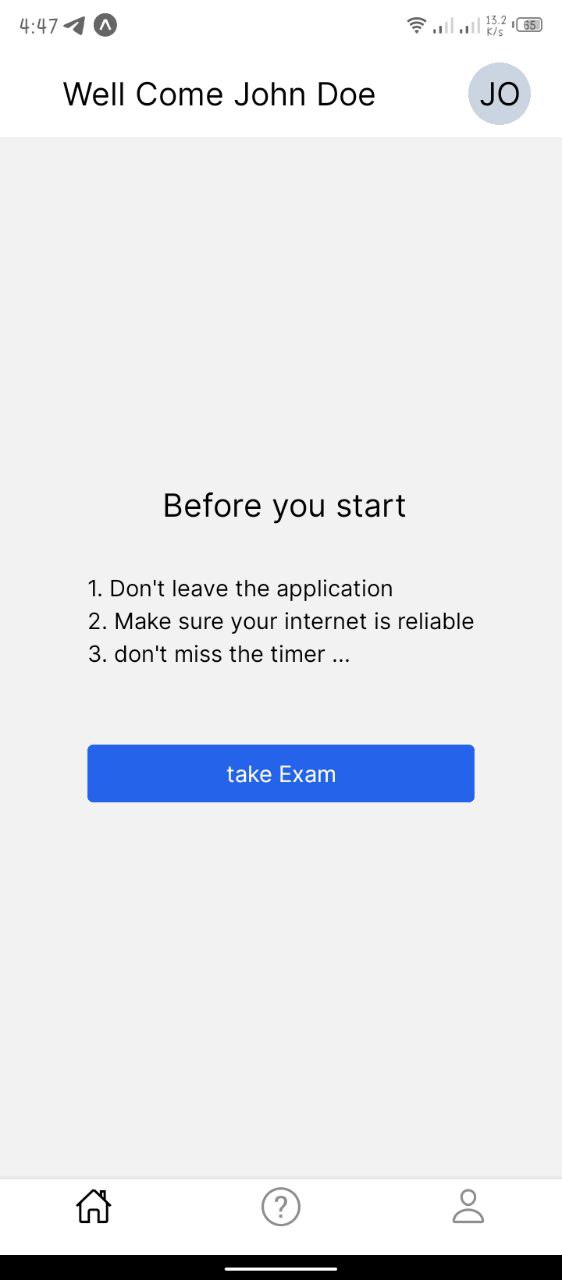 4:47
13.2
K/s
65
Well Come John Doe
JO
Before you start
1. Don't leave the application
2. Make sure your internet is reliable
3. don't miss the timer ...
take Exam
?